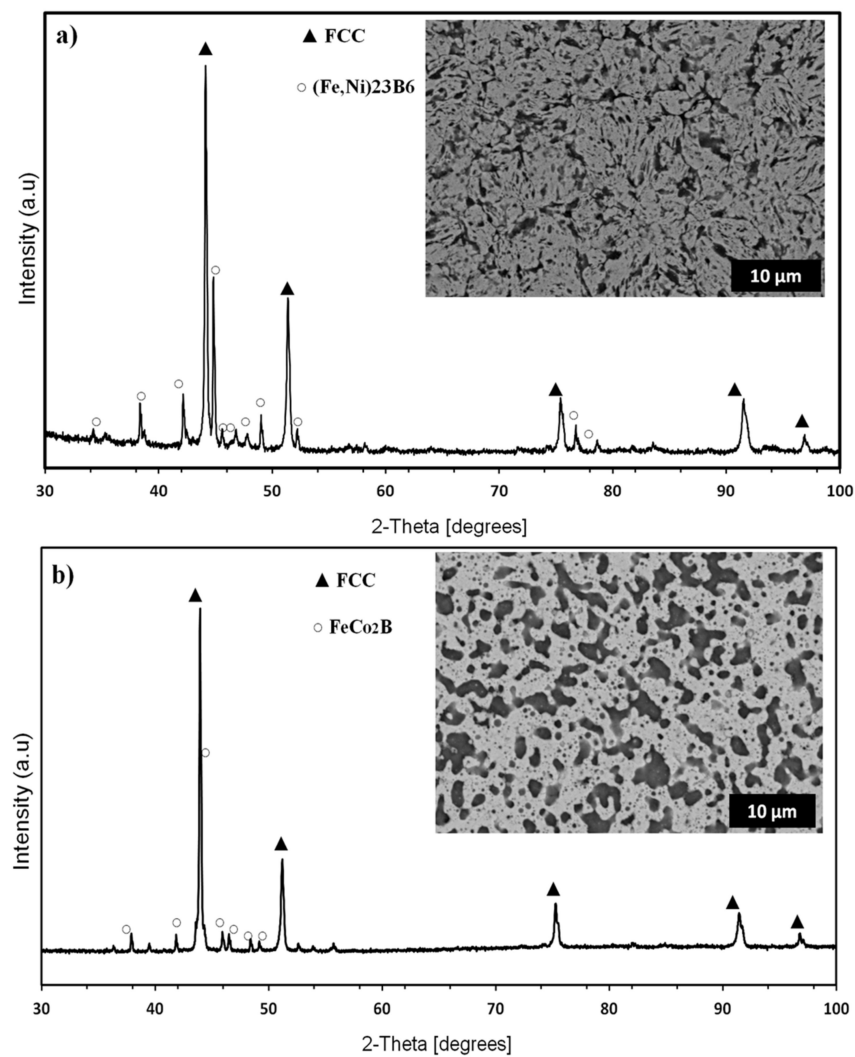 a)
▲ FCC
○ (Fe,Ni)23B6
10 µm
Intensity (a.u)
30 40 50 60 70 80 90 100
2-Theta [degrees]
b)
▲ FCC
○ FeCo2B
10 µm
Intensity (a.u)
30 40 50 60 70 80 90 100
2-Theta [degrees]